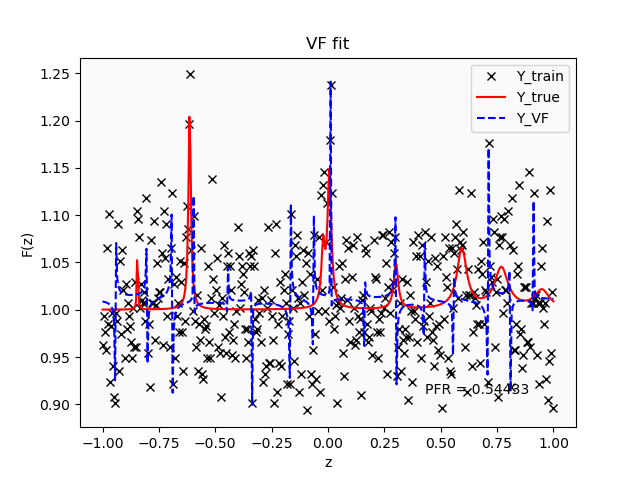 VF fit
Y_train
Y_true
Y_VF
F(z)
1.25
1.20
1.15
1.10
1.05
1.00
0.95
0.90
PFR = 0.54433
−1.00 −0.75 −0.50 −0.25 0.00 0.25 0.50 0.75 1.00
z